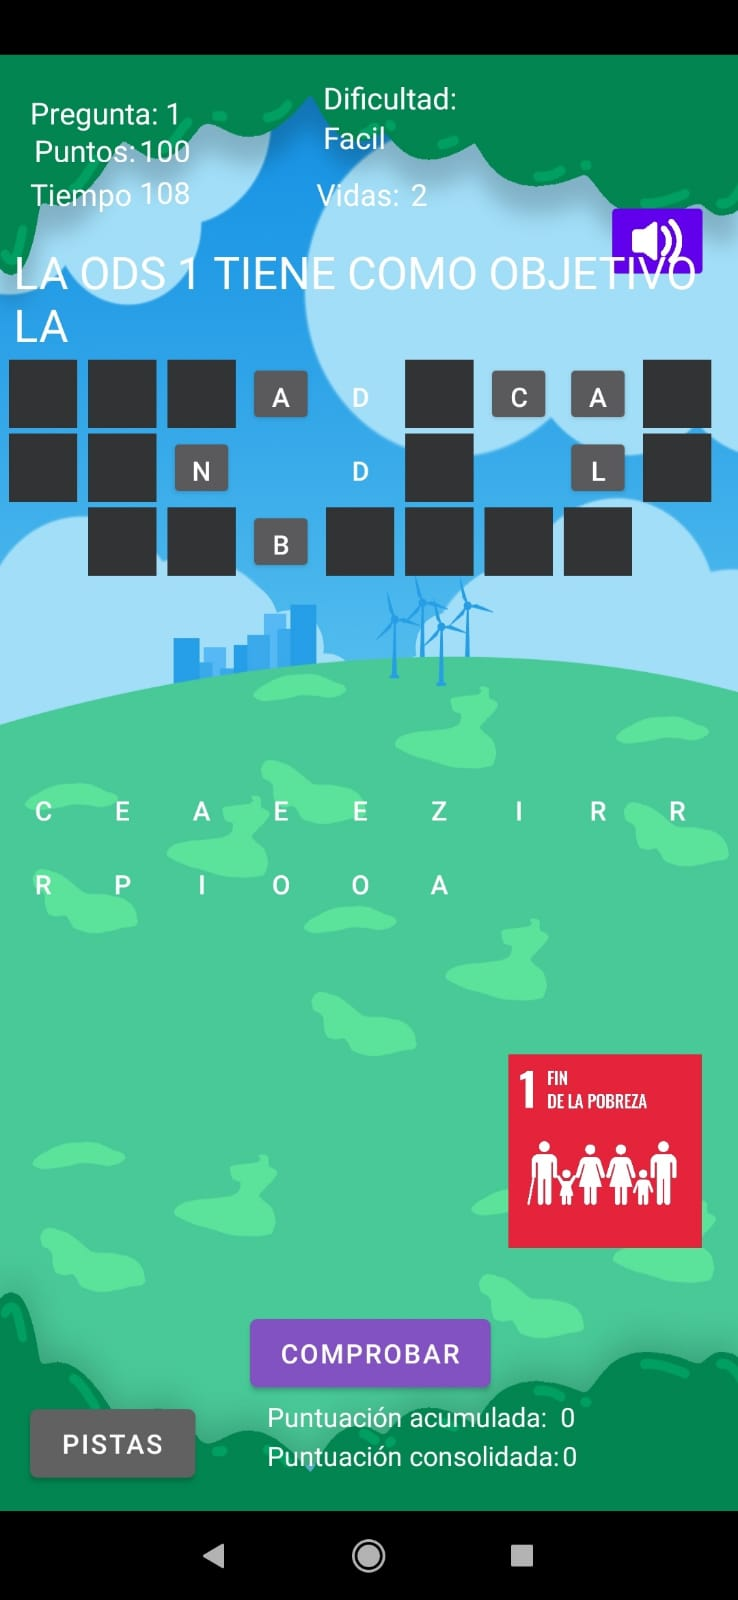 Pregunta: 1
Dificultad:
Facil
Puntos: 100
Tiempo 108
Vidas: 2
LA ODS 1 TIENE COMO OBJETIVO
LA
A D C A
N D L
B
C E A E E Z I R R
R P I O O A
1 FIN
DE LA POBREZA
COMPROBAR
PISTAS
Puntuación acumulada: 0
Puntuación consolidada: 0